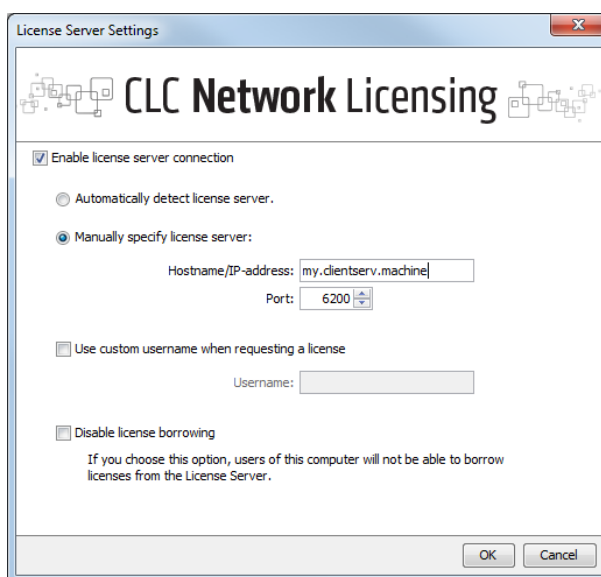 License Server Settings
CLC Network Licensing
Enable license server connection
Automatically detect license server.
Manually specify license server:
Hostname/IP-address: my.clientserv.machine
Port: 6200
Use custom username when requesting a license
Username:
Disable license borrowing
If you choose this option, users of this computer will not be able to borrow
licenses from the License Server.
OK Cancel